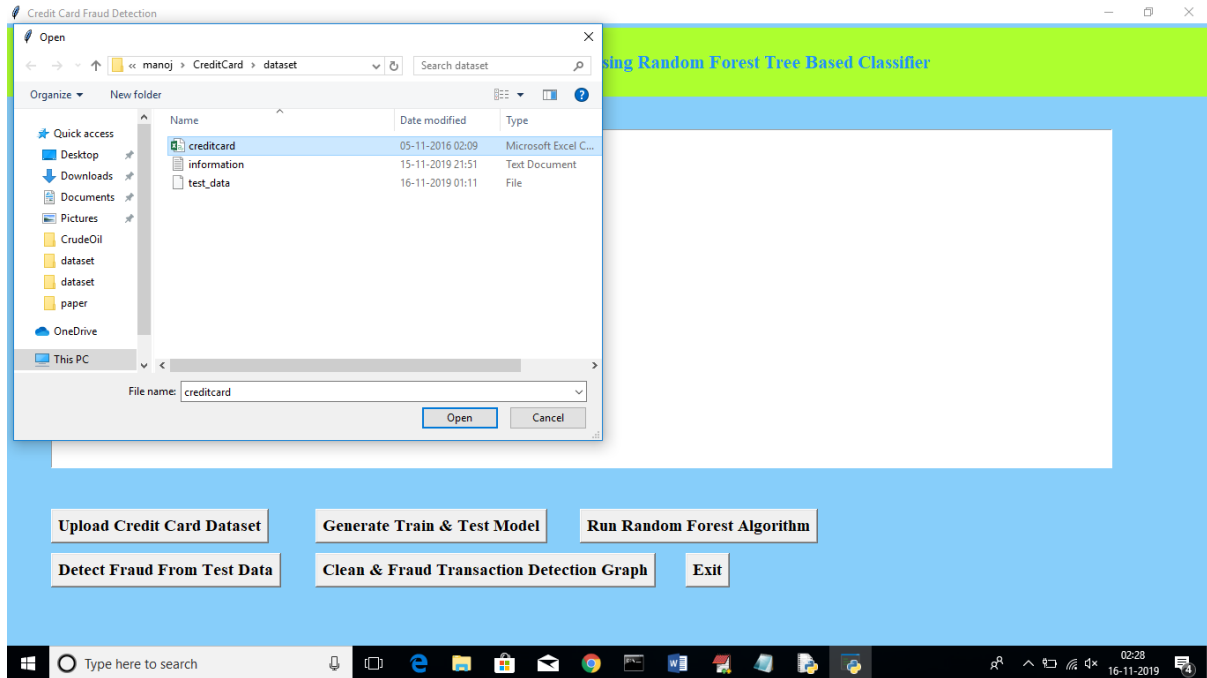 Credit Card Fraud Detection
Open
sing Random Forest Tree Based Classifier
« manoj › CreditCard › dataset
Search dataset
Organize
New folder
Name Date modified Type
Quick access
Desktop
Downloads
Documents
Pictures
CrudeOil
dataset
dataset
paper
OneDrive
This PC
creditcard 05-11-2016 02:09 Microsoft Excel C...
information 15-11-2019 21:51 Text Document
test_data 16-11-2019 01:11 File
File name: creditcard
Open Cancel
Upload Credit Card Dataset Generate Train & Test Model Run Random Forest Algorithm
Detect Fraud From Test Data Clean & Fraud Transaction Detection Graph Exit
Type here to search
02:28
16-11-2019
4